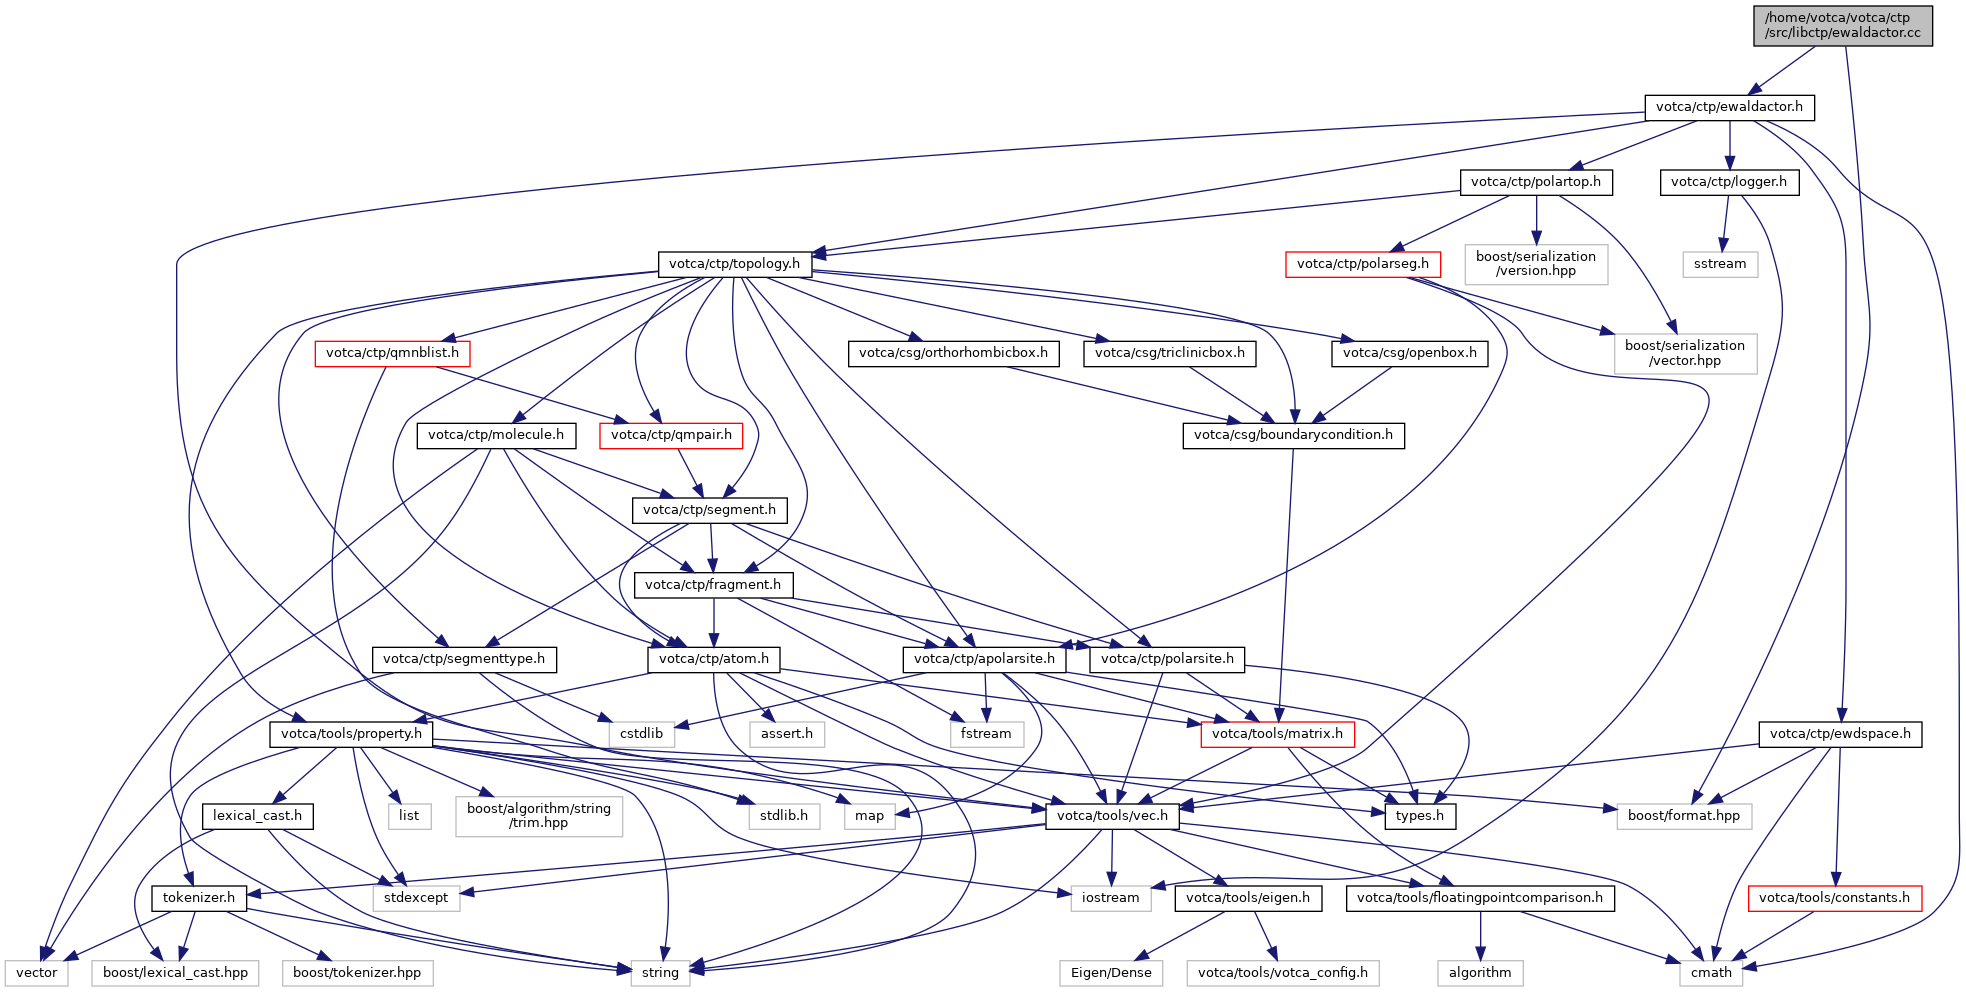 /home/votca/votca/ctp
/src/libctp/ewaldactor.cc
votca/ctp/ewaldactor.h
votca/ctp/polartop.h
votca/ctp/logger.h
votca/ctp/topology.h
votca/ctp/polarseg.h
boost/serialization
/version.hpp
sstream
votca/ctp/qmnblist.h
votca/csg/orthorhombicbox.h
votca/csg/triclinicbox.h
votca/csg/openbox.h
boost/serialization
/vector.hpp
votca/ctp/molecule.h
votca/ctp/qmpair.h
votca/csg/boundarycondition.h
votca/ctp/segment.h
votca/ctp/fragment.h
votca/ctp/segmenttype.h
votca/ctp/atom.h
votca/ctp/apolarsite.h
votca/ctp/polarsite.h
votca/tools/property.h
cstdlib
assert.h
fstream
votca/tools/matrix.h
votca/ctp/ewdspace.h
lexical_cast.h
list
boost/algorithm/string
/trim.hpp
stdlib.h
map
votca/tools/vec.h
types.h
boost/format.hpp
tokenizer.h
stdexcept
iostream
votca/tools/eigen.h
votca/tools/floatingpointcomparison.h
votca/tools/constants.h
vector
boost/lexical_cast.hpp
boost/tokenizer.hpp
string
Eigen/Dense
votca/tools/votca_config.h
algorithm
cmath